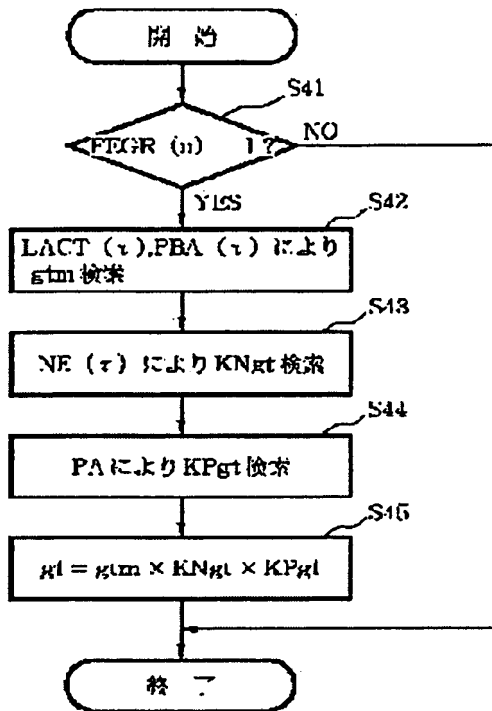 開 始
S41
FEGR (n) 1?
NO
YES
S42
LACT (τ),PBA (τ) により
gtm 検索
S43
NE (τ) により KNgt 検索
S44
PA により KPgt 検索
S45
gt = gtm × KNgt × KPgt
終 了